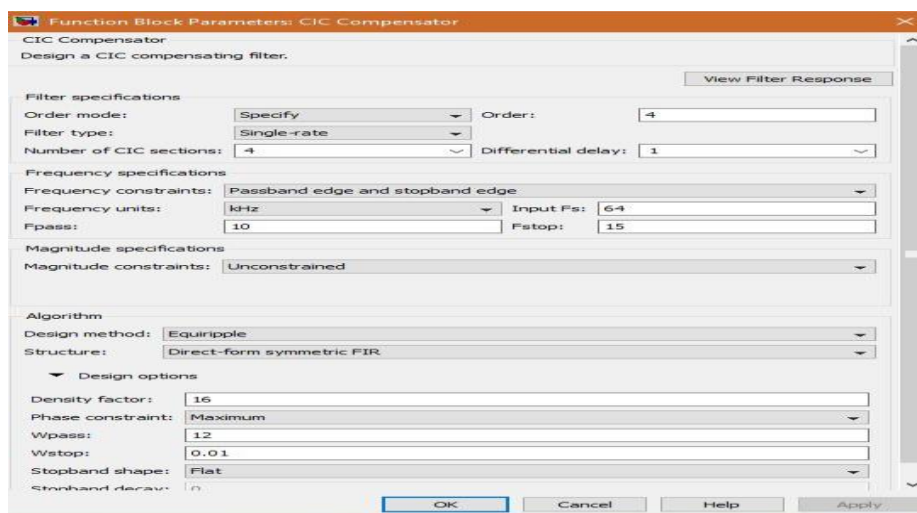 Function Block Parameters: CIC Compensator
CIC Compensator
Design a CIC compensating filter.
View Filter Response
Filter specifications
Order mode: Specify Order: 4
Filter type: Single-rate
Number of CIC sections: 4 Differential delay: 1
Frequency specifications
Frequency constraints: Passband edge and stopband edge
Frequency units: kHz Input Fs: 64
Fpass: 10 Fstop: 15
Magnitude specifications
Magnitude constraints: Unconstrained
Algorithm
Design method: Equiripple
Structure: Direct-form symmetric FIR
Design options
Density factor: 16
Phase constraint: Maximum
Wpass: 12
Wstop: 0.01
Stopband shape: Flat
Stopband decay: 0
OK Cancel Help Apply